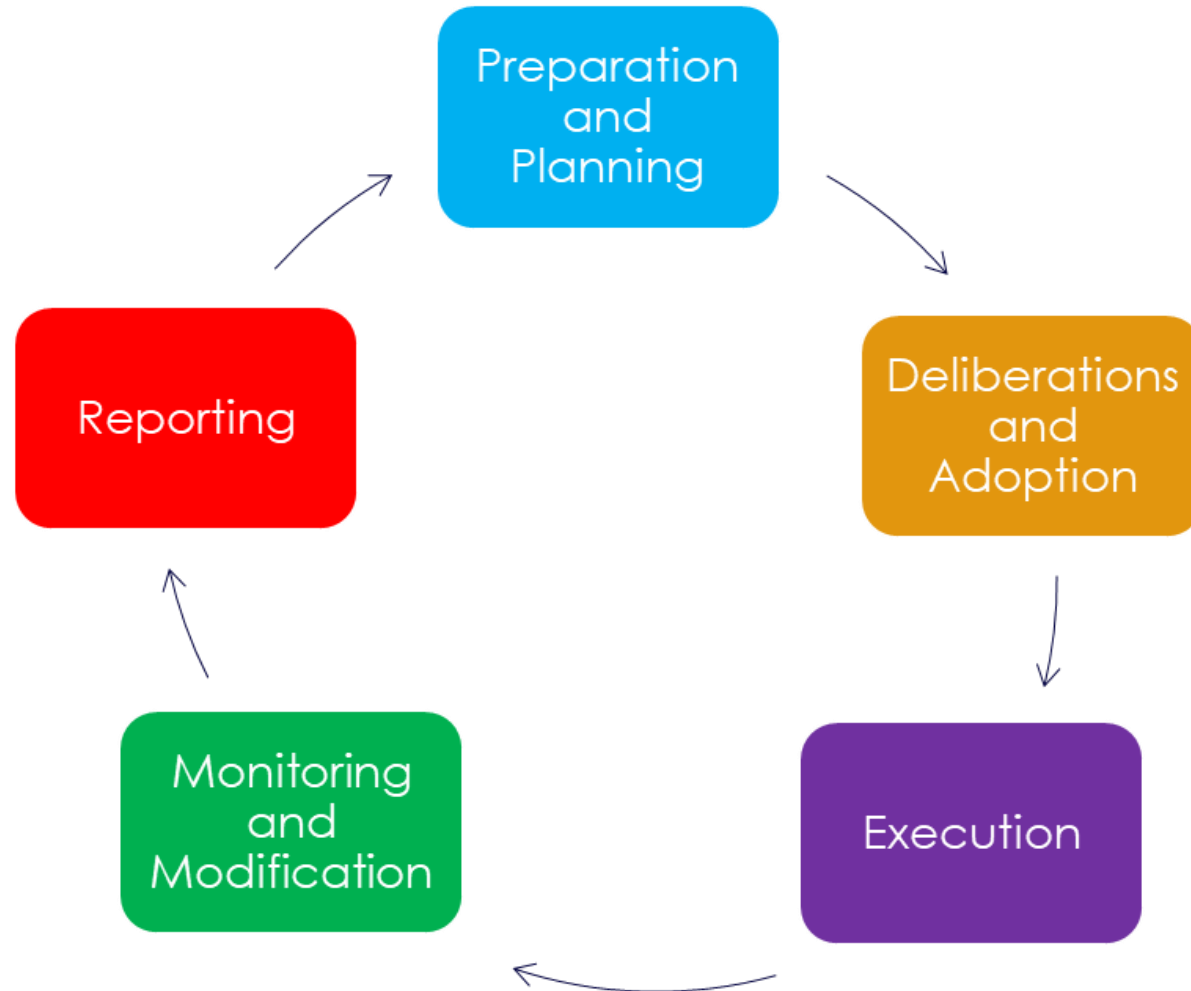 Preparation
and
Planning
Deliberations
and
Adoption
Execution
Monitoring
and
Modification
Reporting